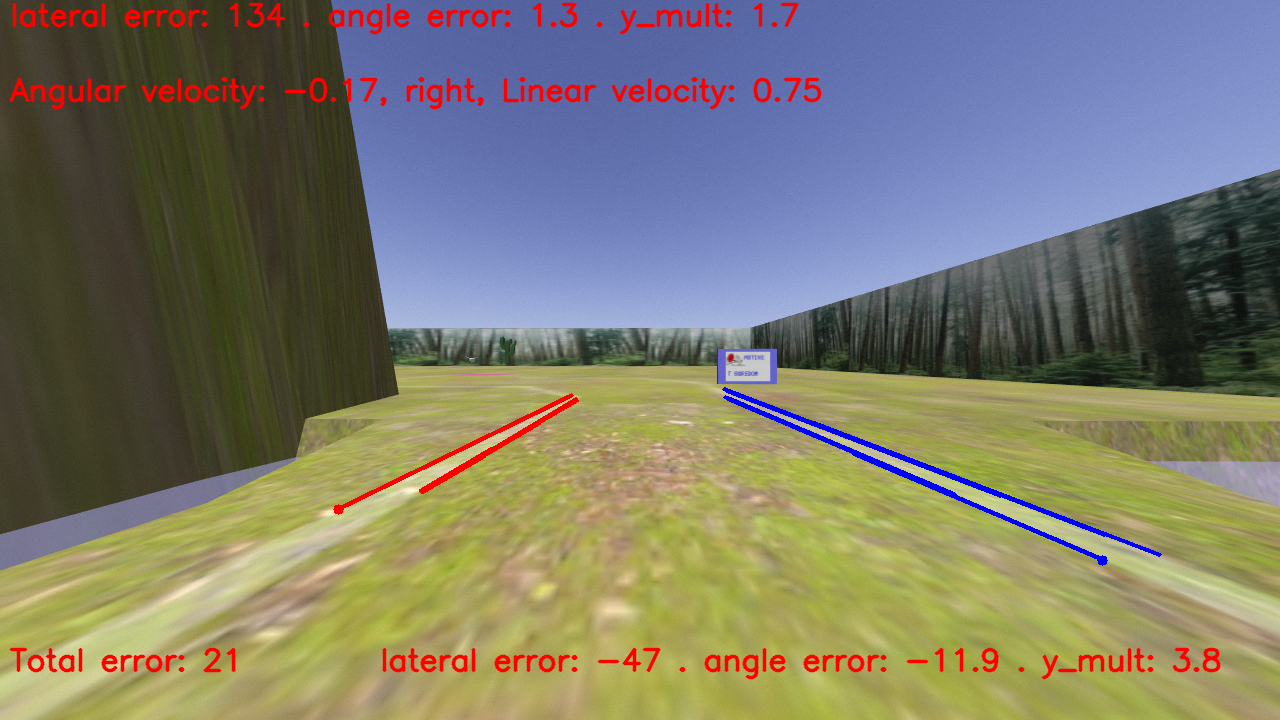 lateral error: 134 . angle error: 1.3 . y_mult: 1.7
Angular velocity: −0.17, right, Linear velocity: 0.75
MOTIVE
Total error: 21
lateral error: −47 . angle error: −11.9 . y_mult: 3.8